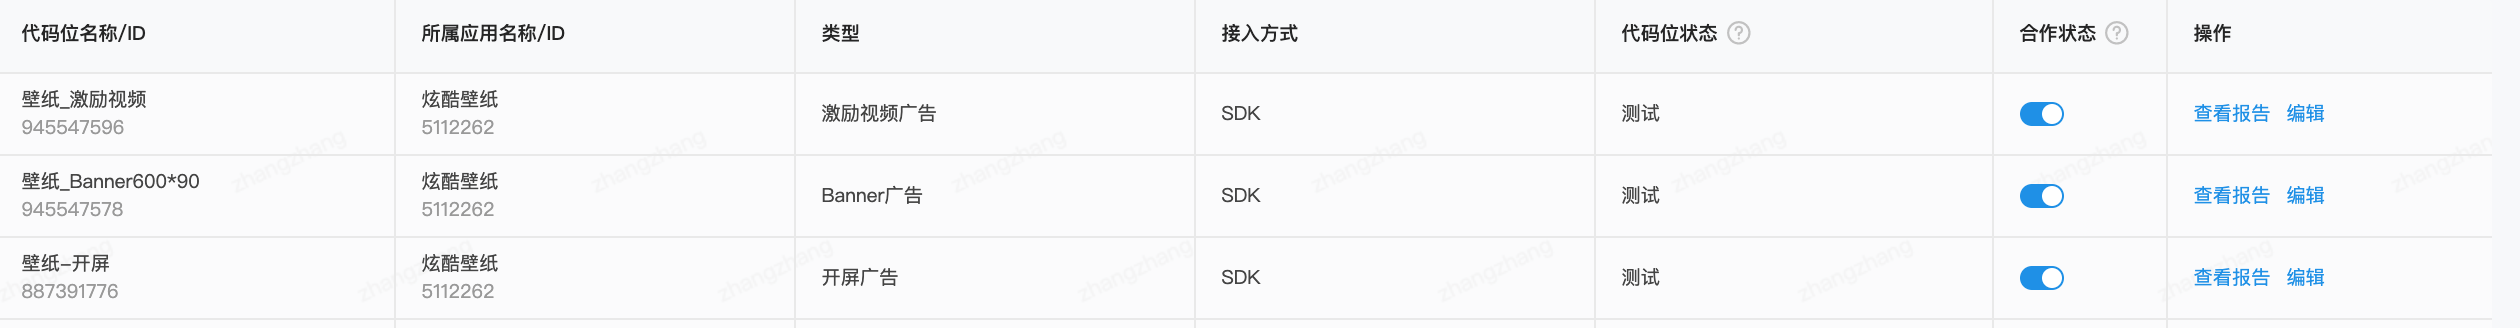 代码位名称/ID 所属应用名称/ID 类型 接入方式 代码位状态 ? 合作状态 ? 操作
壁纸_激励视频 炫酷壁纸
945547596 5112262 激励视频广告 SDK 测试 查看报告 编辑
壁纸_Banner600*90 炫酷壁纸
945547578 5112262 Banner广告 SDK 测试 查看报告 编辑
壁纸-开屏 炫酷壁纸
887391776 5112262 开屏广告 SDK 测试 查看报告 编辑
zhangzhang zhangzhang zhangzhang zhangzhang zhangzhang zhangzhang zhangzhang
zhangzhang zhangzhang zhangzhang zhangzhang zhangzhang zhangzhang zhangzhang